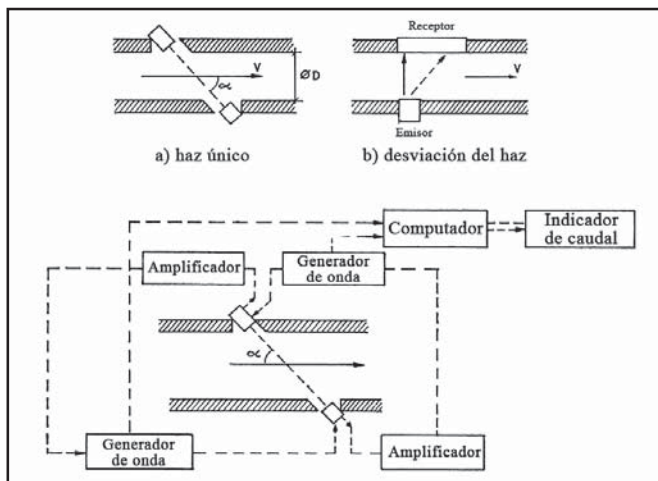 Receptor
V
V
α
ØD
Emisor
a) haz único
b) desviación del haz
Computador
Indicador
de caudal
Amplificador
Generador
de onda
α
Generador
de onda
Amplificador